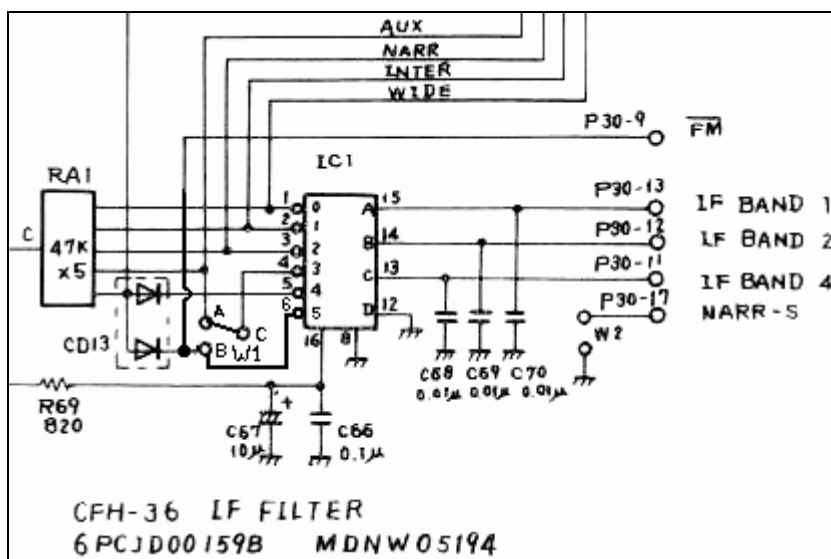 AUX
NARR
INTER
WIDE
P30-9 FM
RA1
IC1
C
47K
x5
1 0 A 15 P30-13 IF BAND 1
2 1 B 14 P30-12 IF BAND 2
3 2
4 3 C 13 P30-11 IF BAND 4
5 4
6 5 D 12 P30-17 NARR-S
A
C
W1
B
CD13
16 8
W2
C68 C69 C70
0.01μ 0.01μ 0.01μ
R69
820
+
C67
10μ
C66
0.1μ
CFH-36 IF FILTER
6PCJD00159B MDNW05194